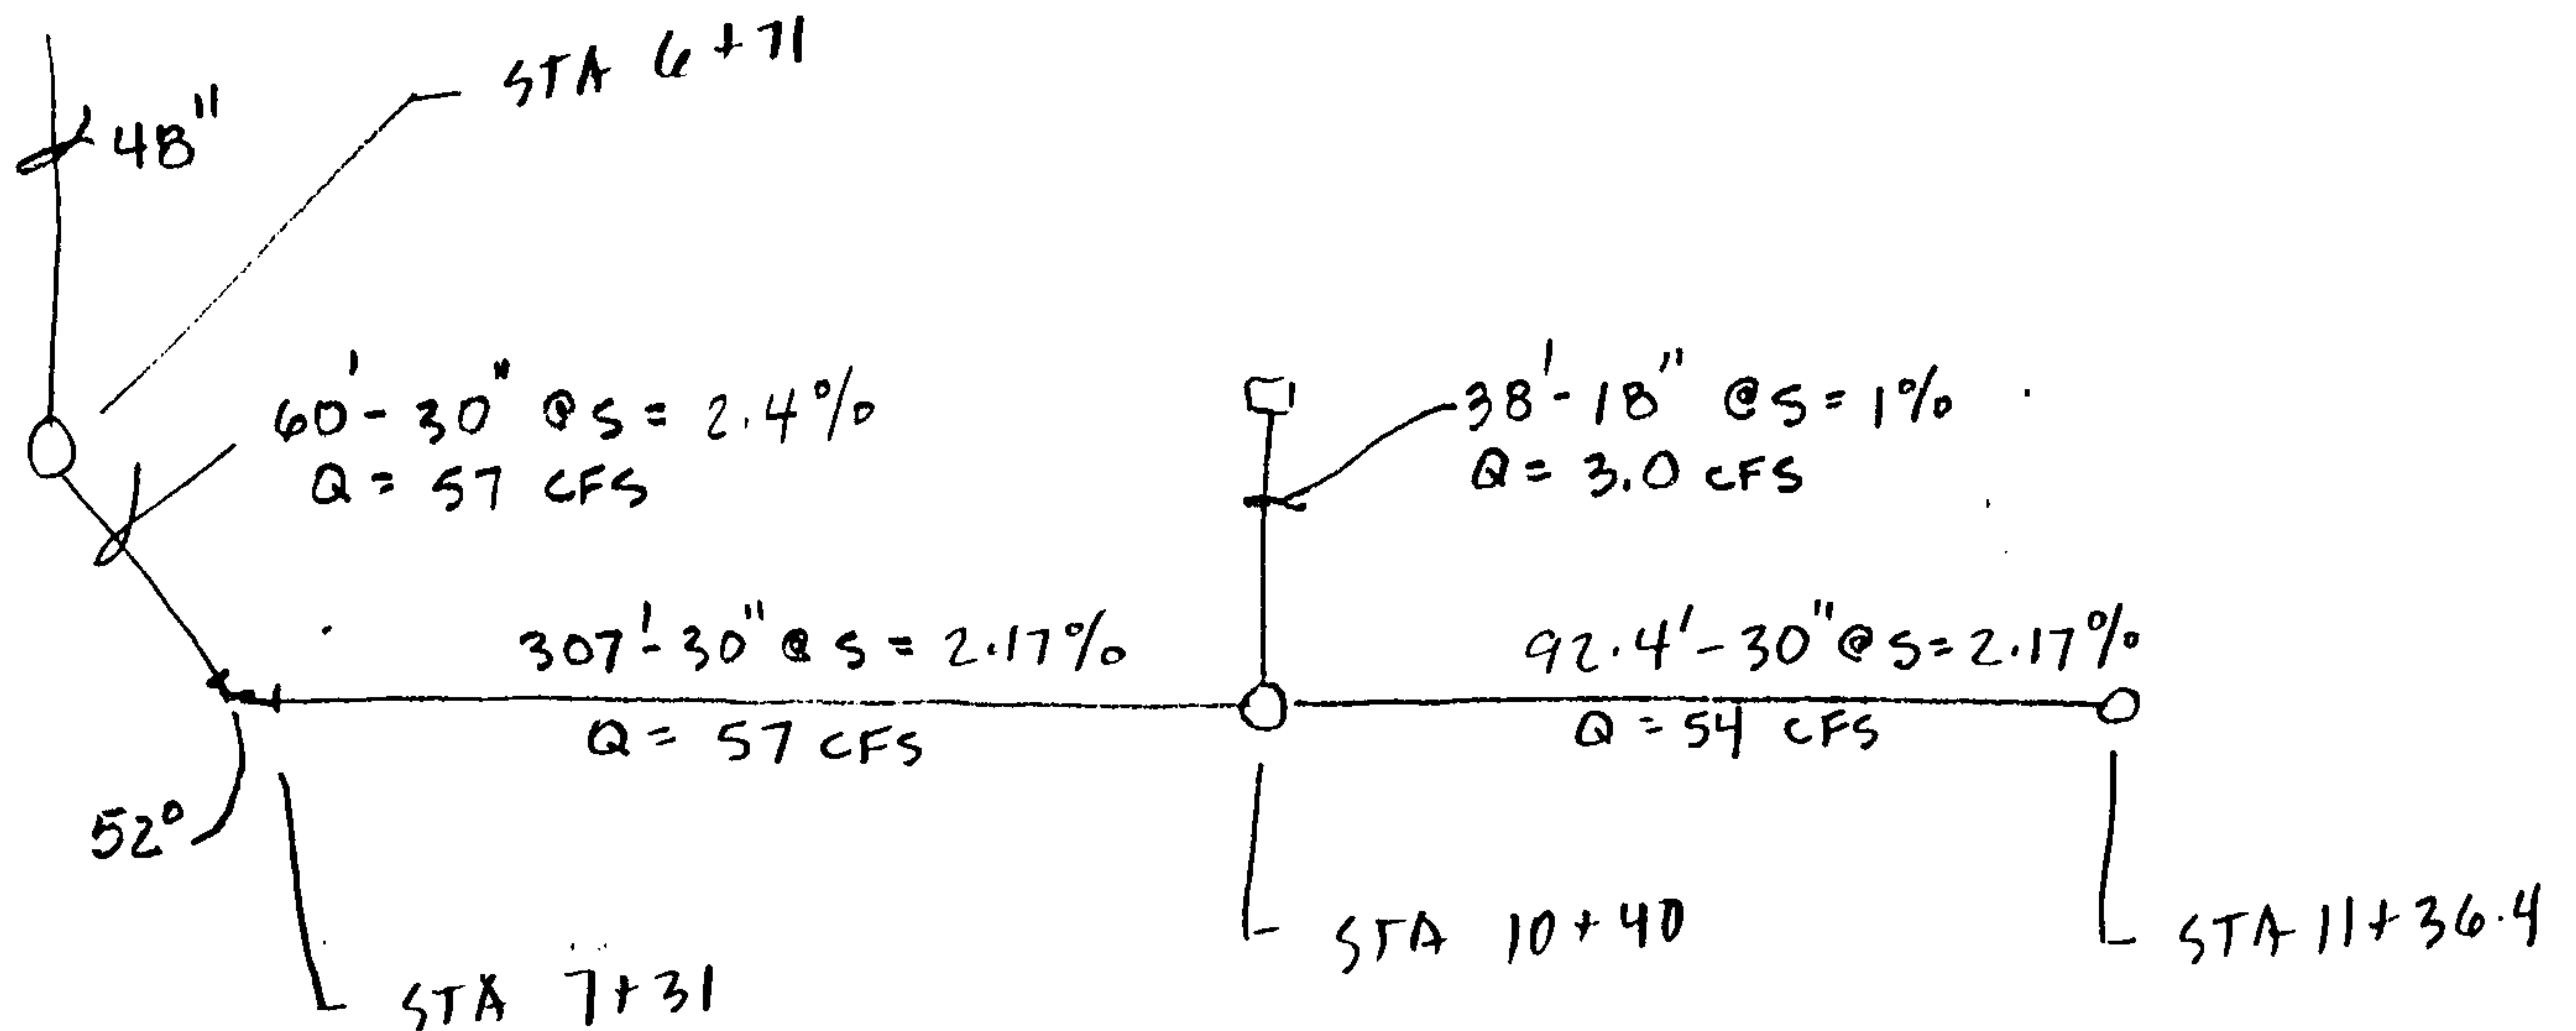 STA 6+71
48"
60'-30" @ S = 2.4%
Q = 57 CFS
38'-18" @ S = 1%
Q = 3.0 CFS
307'-30" @ S = 2.17%
Q = 57 CFS
92.4'-30" @ S = 2.17%
Q = 54 CFS
52°
STA 10+40
STA 11+36.4
STA 7+31